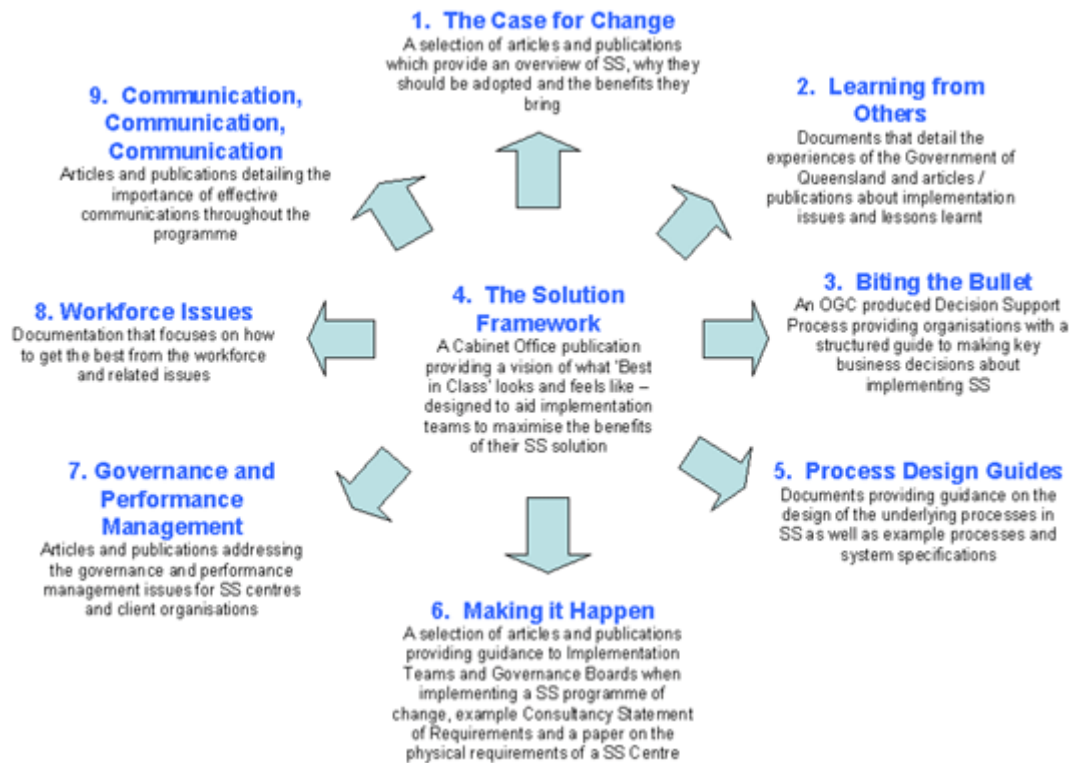 1. The Case for Change
A selection of articles and publications
which provide an overview of SS, why they
should be adopted and the benefits they
bring
2. Learning from
Others
Documents that detail the
experiences of the Government of
Queensland and articles /
publications about implementation
issues and lessons learnt
3. Biting the Bullet
An OGC produced Decision Support
Process providing organisations with a
structured guide to making key
business decisions about
implementing SS
4. The Solution
Framework
A Cabinet Office publication
providing a vision of what 'Best
in Class' looks and feels like –
designed to aid implementation
teams to maximise the benefits
of their SS solution
5. Process Design Guides
Documents providing guidance on the
design of the underlying processes in
SS as well as example processes and
system specifications
6. Making it Happen
A selection of articles and publications
providing guidance to Implementation
Teams and Governance Boards when
implementing a SS programme of
change, example Consultancy Statement
of Requirements and a paper on the
physical requirements of a SS Centre
7. Governance and
Performance
Management
Articles and publications addressing
the governance and performance
management issues for SS centres
and client organisations
8. Workforce Issues
Documentation that focuses on how
to get the best from the workforce
and related issues
9. Communication,
Communication,
Communication
Articles and publications detailing the
importance of effective
communications throughout the
programme